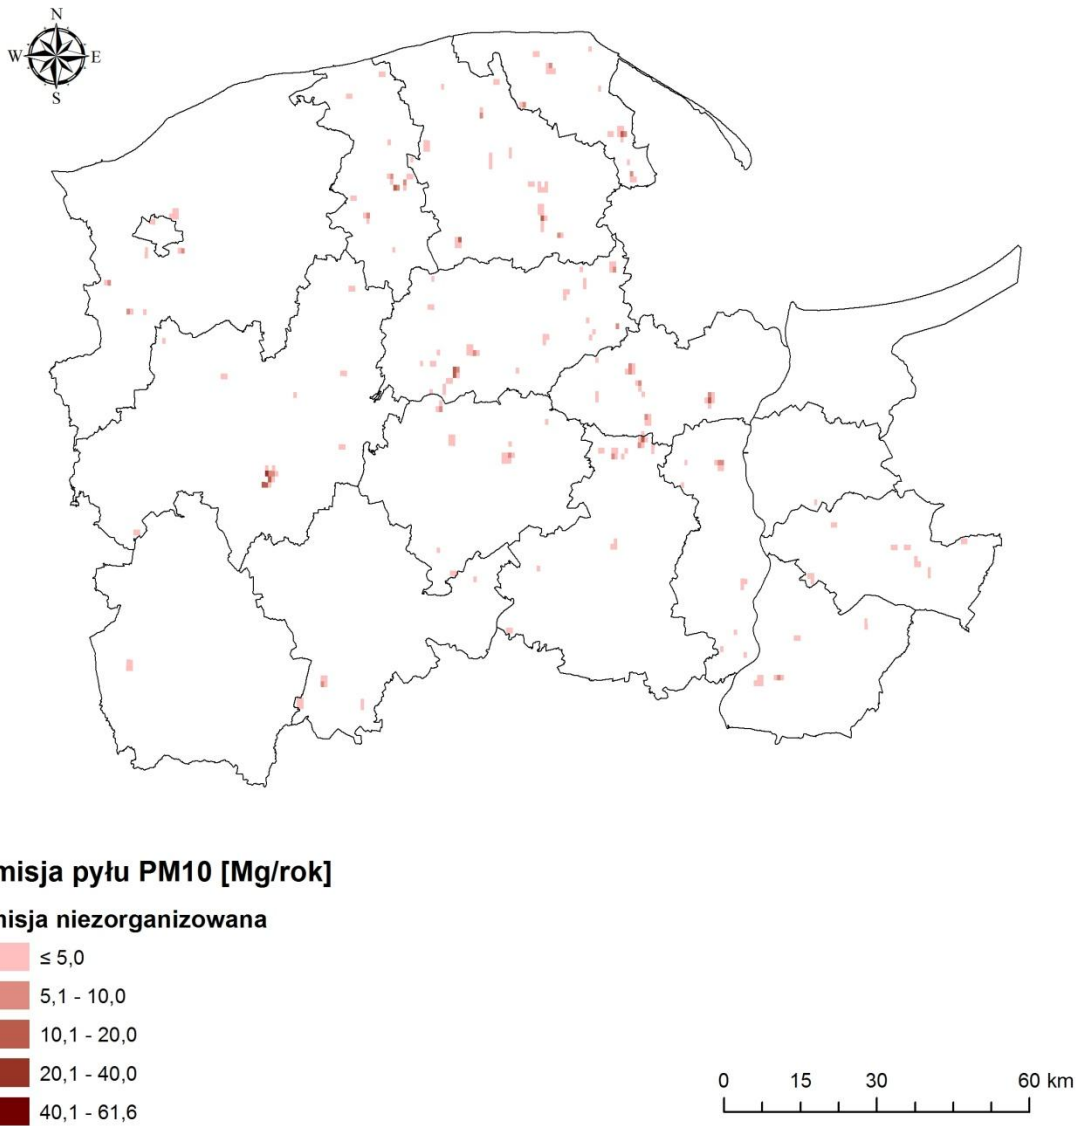 N
W E
S
misja pyłu PM10 [Mg/rok]
nisja niezorganizowana
≤ 5,0
5,1 - 10,0
10,1 - 20,0
20,1 - 40,0
40,1 - 61,6
0 15 30 60 km